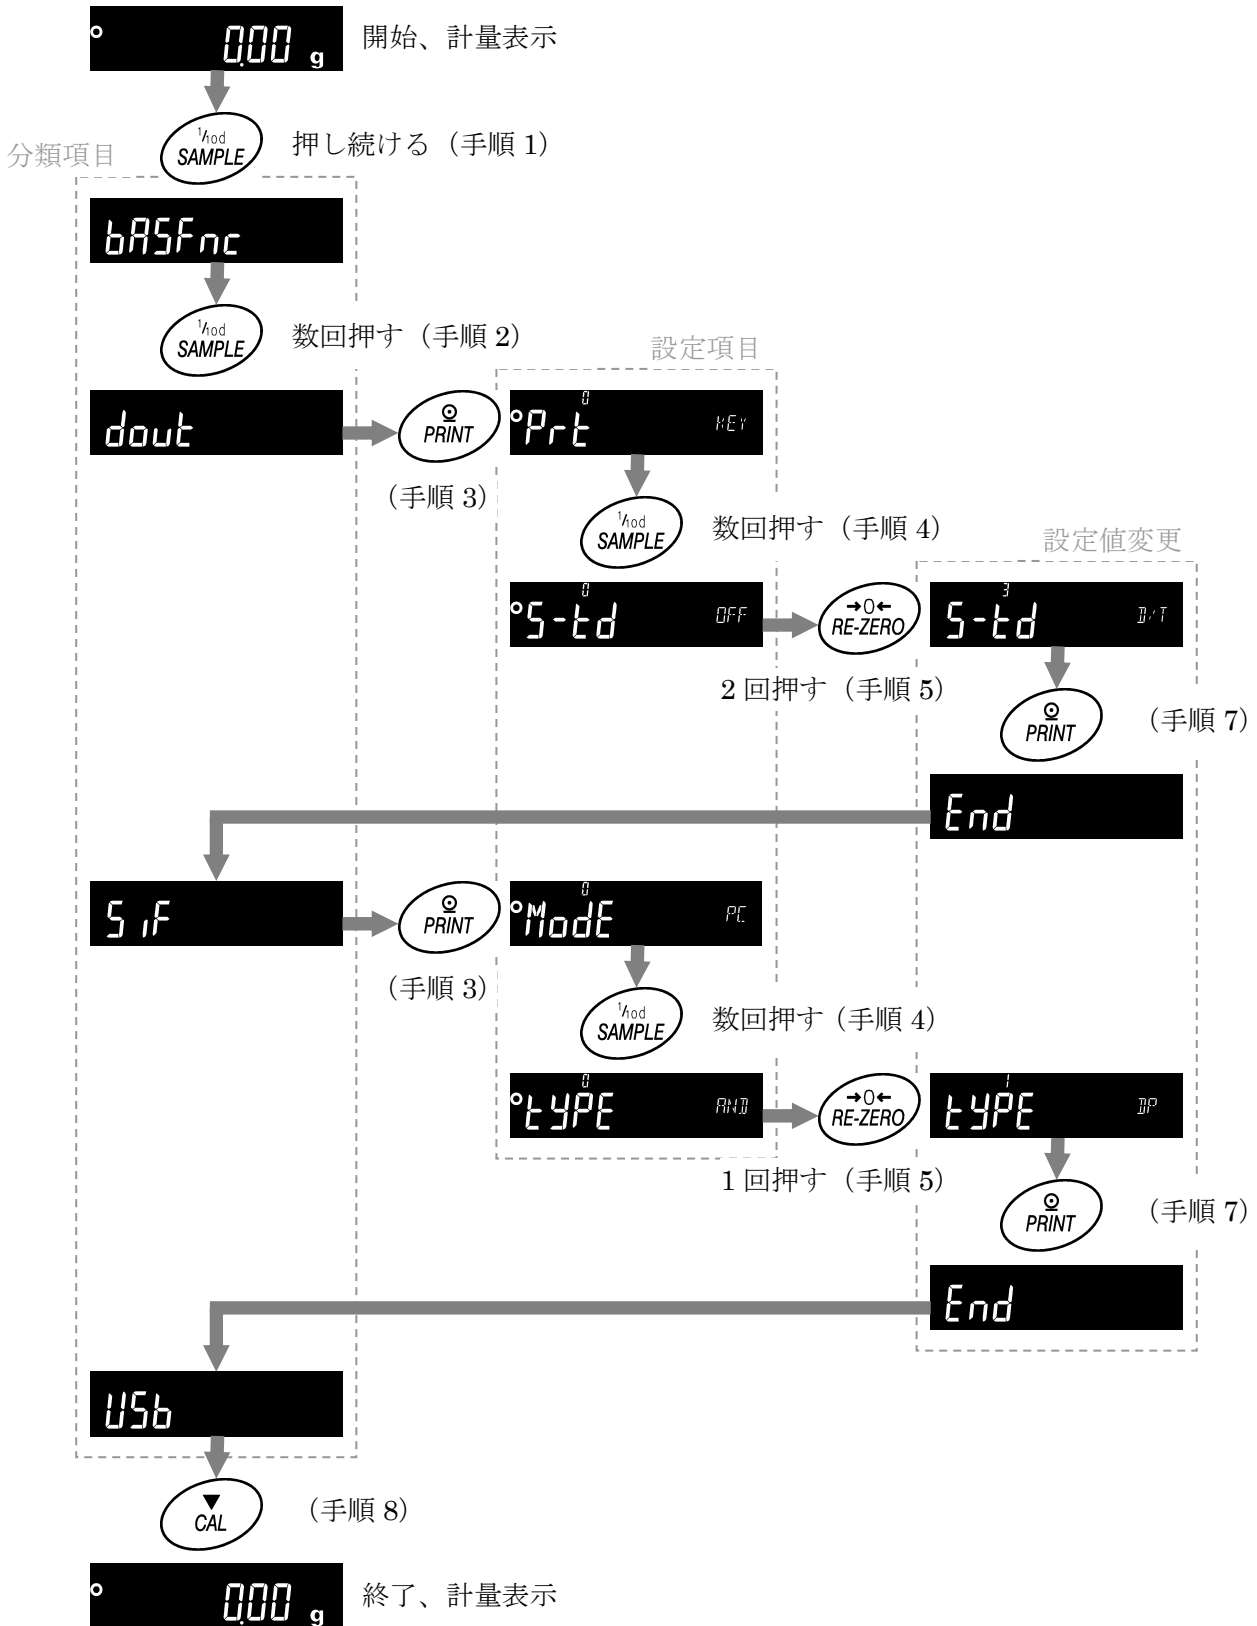 0.00 g 開始、計量表示
1/10d
SAMPLE 押し続ける（手順 1）
分類項目
bASFnc
1/10d
SAMPLE 数回押す（手順 2）
設定項目
dout PRINT 0 Prt KEY
（手順 3）
1/10d
SAMPLE 数回押す（手順 4）
設定値変更
0 S-td OFF →0← RE-ZERO 3 S-td D/T
2 回押す（手順 5）
PRINT （手順 7）
End
SiF PRINT 0 ModE PC
（手順 3）
1/10d
SAMPLE 数回押す（手順 4）
0 tYPE AND →0← RE-ZERO 1 tYPE DP
1 回押す（手順 5）
PRINT （手順 7）
End
USb
CAL （手順 8）
0.00 g 終了、計量表示